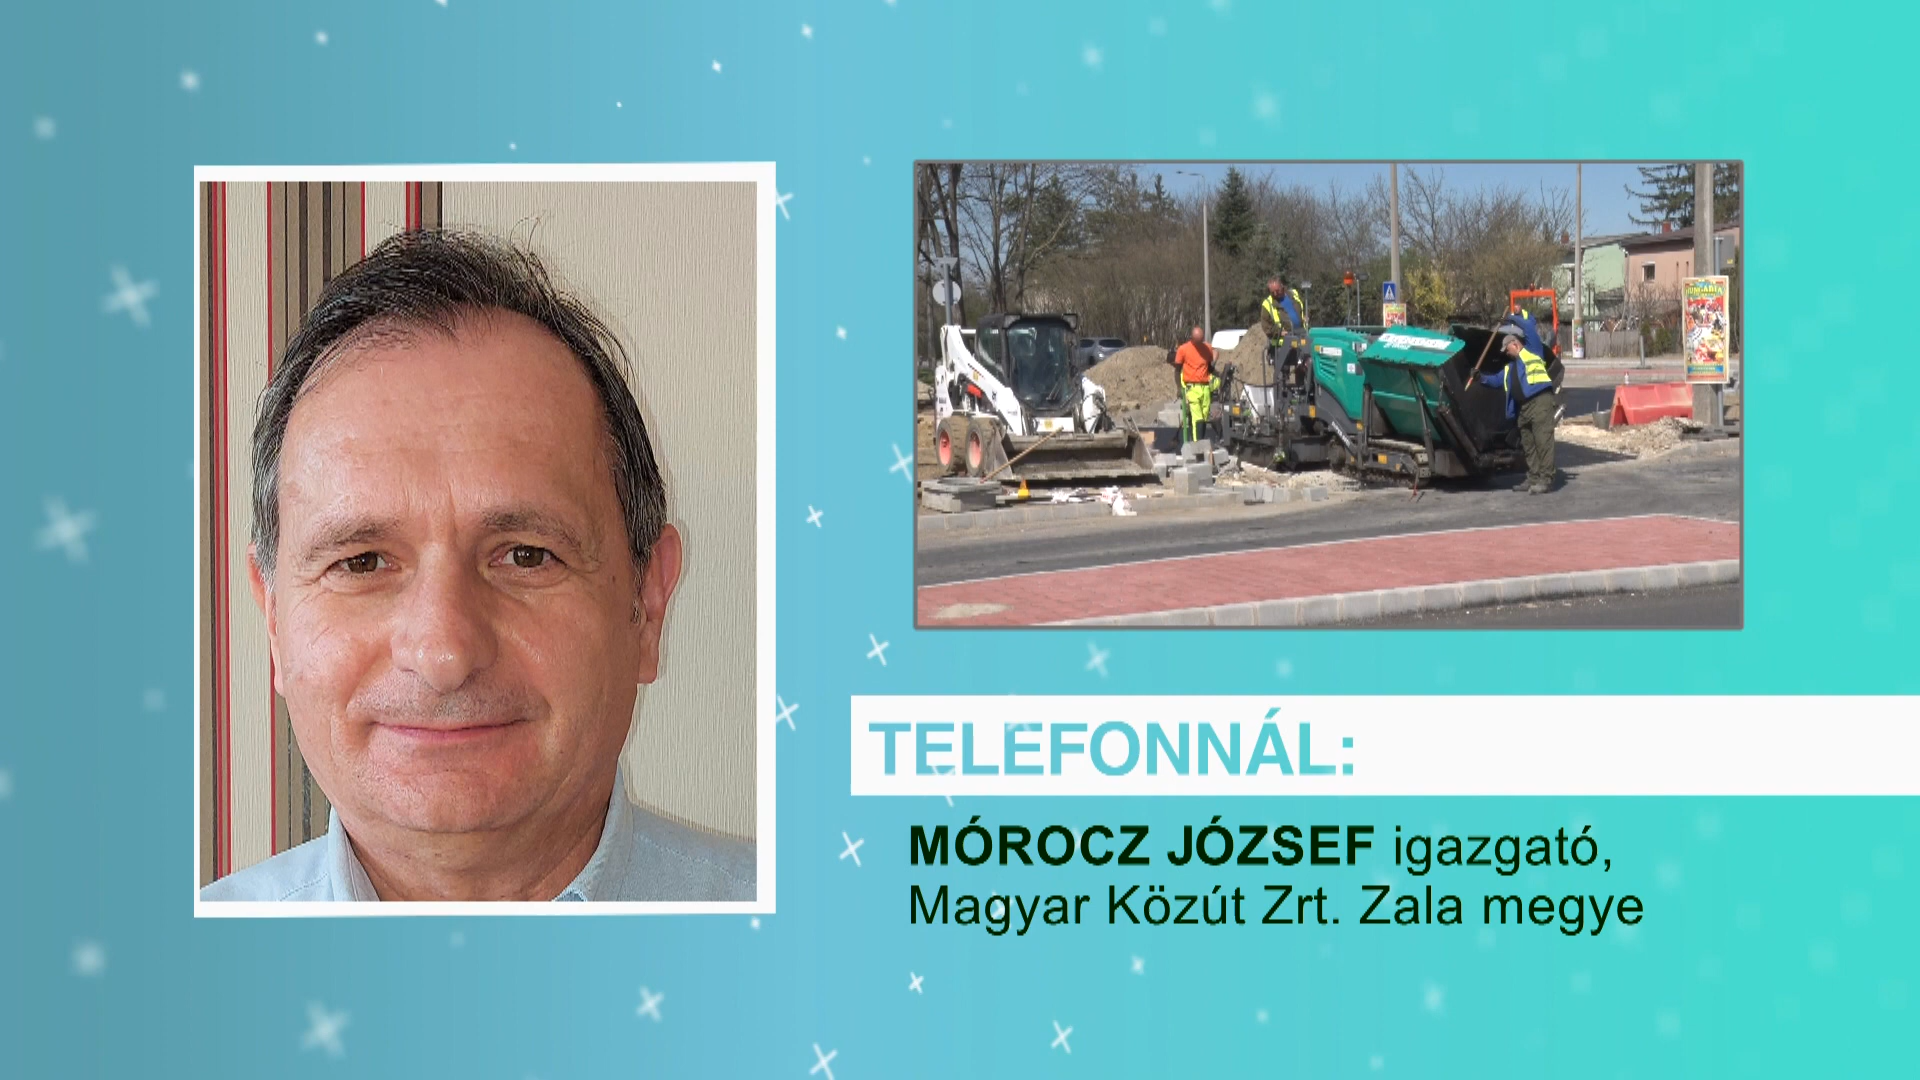 TELEFONNÁL:
MÓROCZ JÓZSEF igazgató,
Magyar Közút Zrt. Zala megye